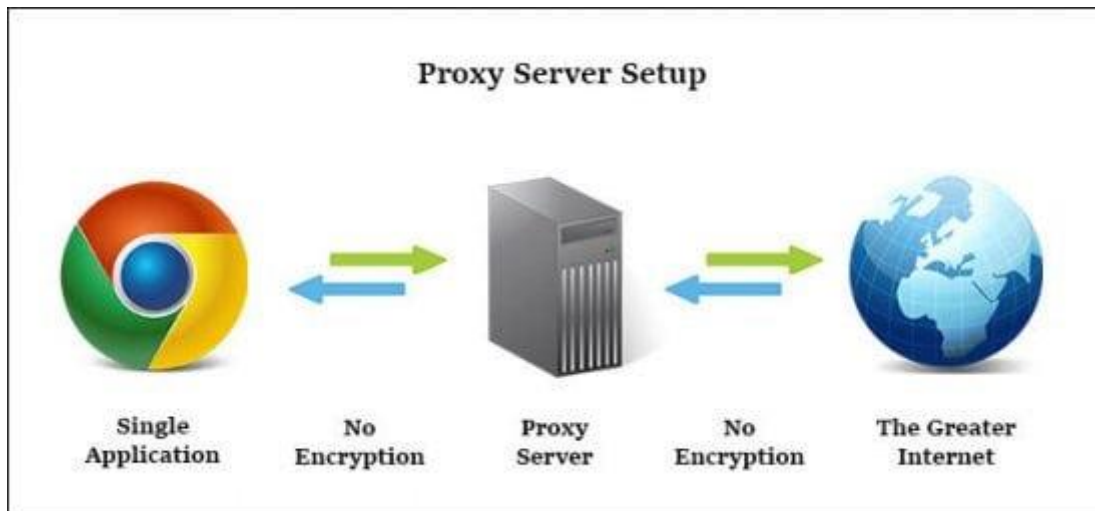 Proxy Server Setup
Single
Application
No
Encryption
Proxy
Server
No
Encryption
The Greater
Internet